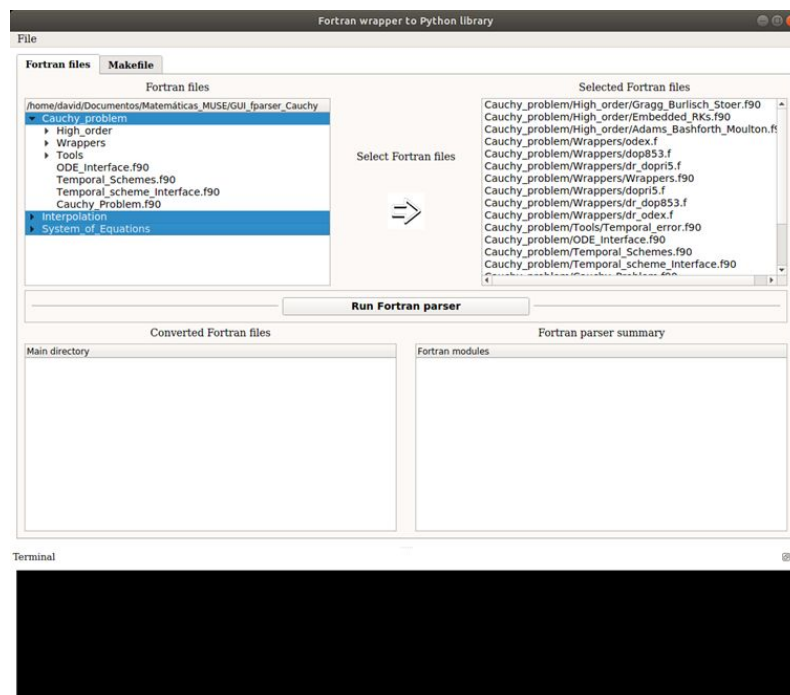 Fortran wrapper to Python library
File
Fortran files
Makefile
Fortran files
/home/david/Documentos/Matemáticas_MUSE/GUI_fparser_Cauchy
Cauchy_problem
High_order
Wrappers
Tools
ODE_Interface.f90
Temporal_Schemes.f90
Temporal_scheme_Interface.f90
Cauchy_Problem.f90
Interpolation
System_of_Equations
Select Fortran files
Selected Fortran files
Cauchy_problem/High_order/Gragg_Burlisch_Stoer.f90
Cauchy_problem/High_order/Embedded_RKs.f90
Cauchy_problem/High_order/Adams_Bashforth_Moulton.f9
Cauchy_problem/Wrappers/odex.f
Cauchy_problem/Wrappers/dop853.f
Cauchy_problem/Wrappers/dr_dopri5.f
Cauchy_problem/Wrappers/Wrappers.f90
Cauchy_problem/Wrappers/dopri5.f
Cauchy_problem/Wrappers/dr_dop853.f
Cauchy_problem/Wrappers/dr_odex.f
Cauchy_problem/Tools/Temporal_error.f90
Cauchy_problem/ODE_Interface.f90
Cauchy_problem/Temporal_Schemes.f90
Cauchy_problem/Temporal_scheme_Interface.f90
Cauchy_problem/Cauchy_Problem.f90
Run Fortran parser
Converted Fortran files
Main directory
Fortran parser summary
Fortran modules
Terminal